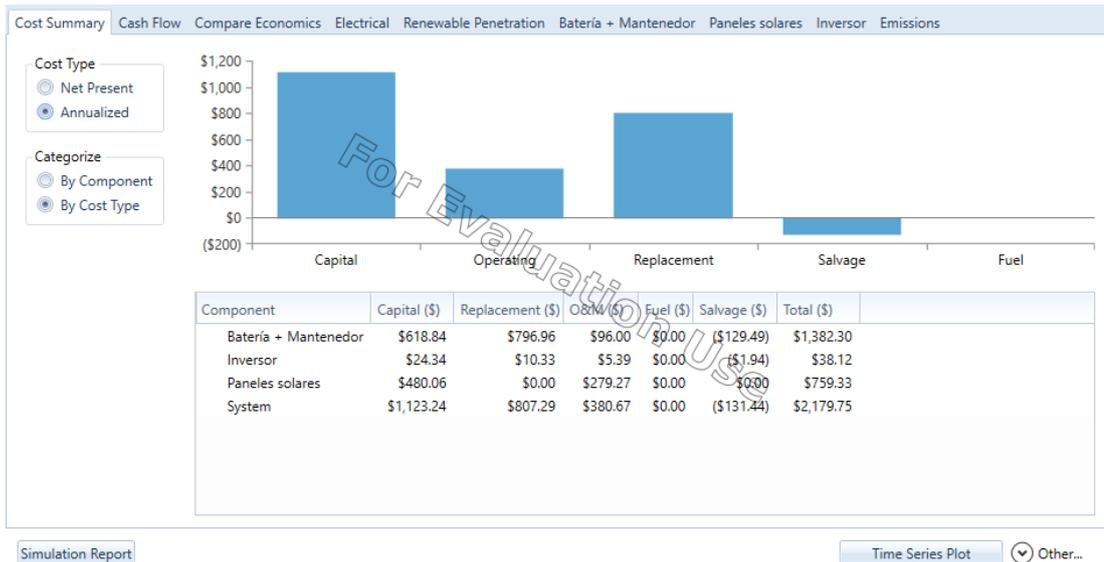 Cost Summary Cash Flow Compare Economics Electrical Renewable Penetration Batería + Mantenedor Paneles solares Inversor Emissions
Cost Type
Net Present
Annualized
Categorize
By Component
By Cost Type
$1,200
$1,000
$800
$600
$400
$200
$0
($200)
Capital Operating Replacement Salvage Fuel
For Evaluation Use
Component Capital ($) Replacement ($) O&M ($) Fuel ($) Salvage ($) Total ($)
Batería + Mantenedor $618.84 $796.96 $96.00 $0.00 ($129.49) $1,382.30
Inversor $24.34 $10.33 $5.39 $0.00 ($1.94) $38.12
Paneles solares $480.06 $0.00 $279.27 $0.00 $0.00 $759.33
System $1,123.24 $807.29 $380.67 $0.00 ($131.44) $2,179.75
Simulation Report Time Series Plot Other...